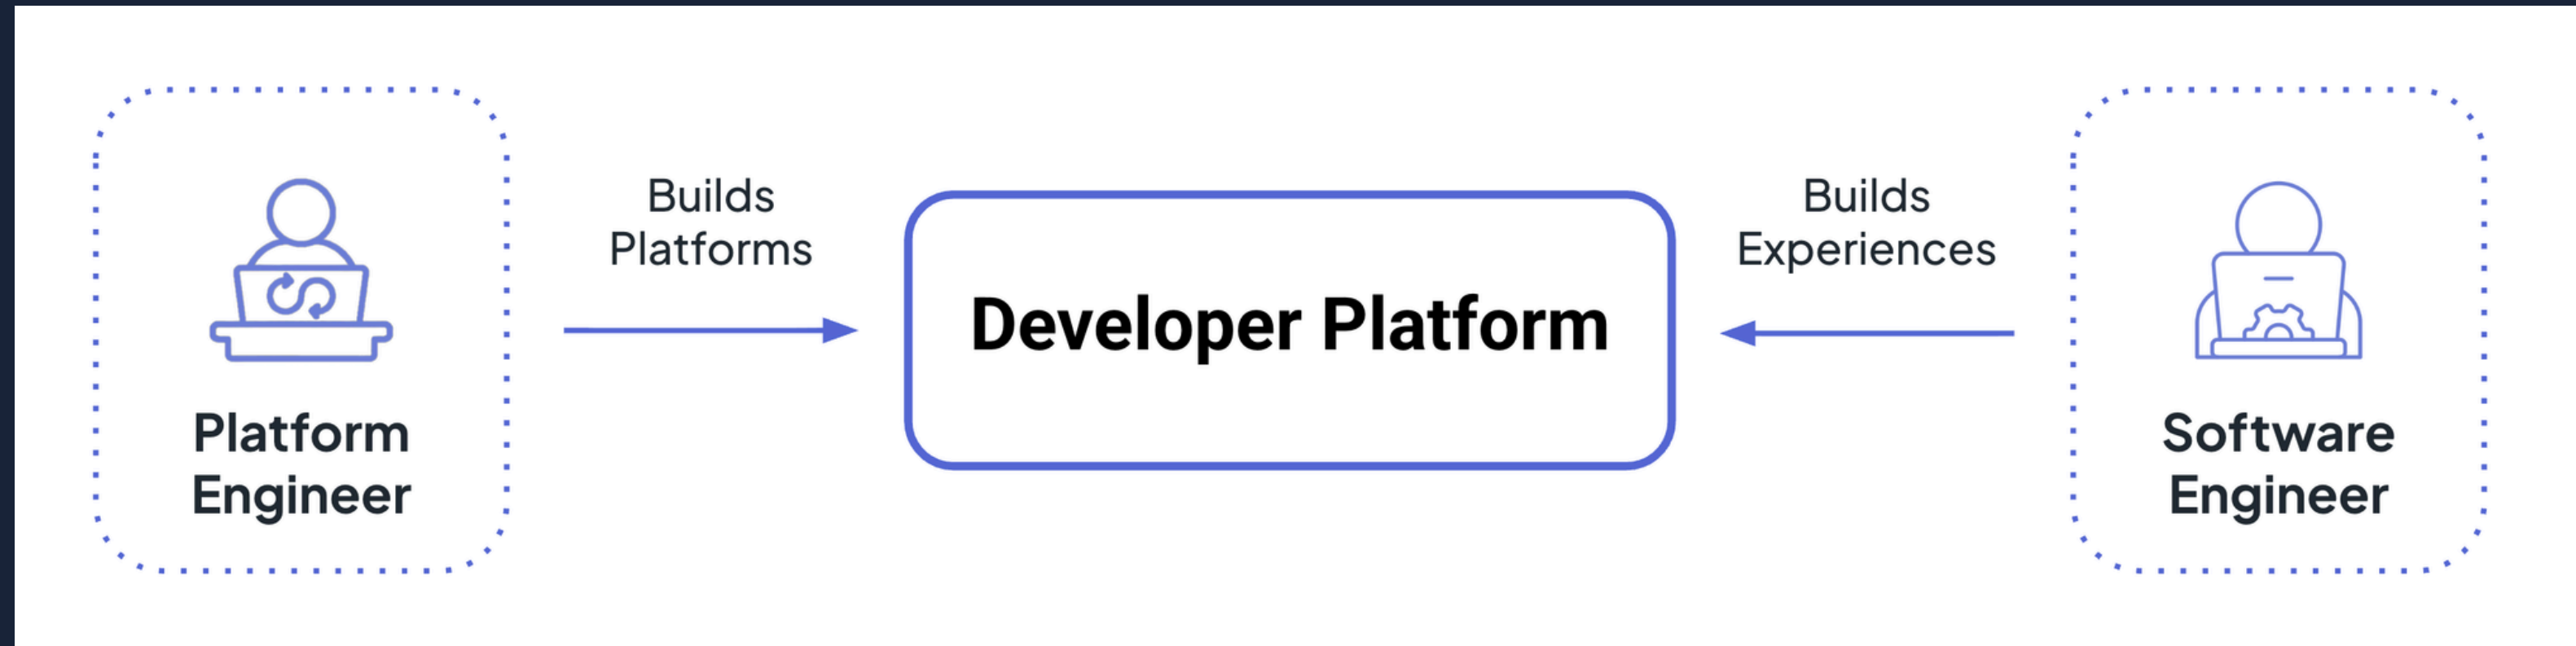 Builds
Platforms
Developer Platform
Builds
Experiences
Platform
Engineer
Software
Engineer